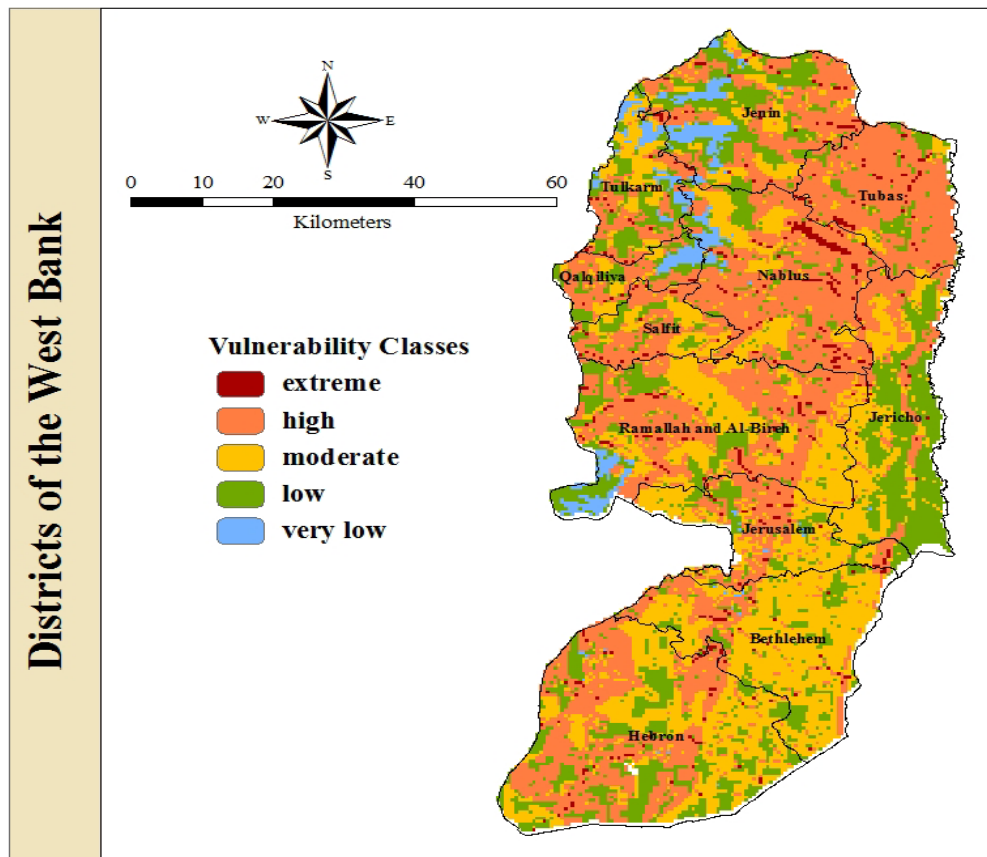 Districts of the West Bank
N
W
E
S
0 10 20 40 60
Kilometers
Vulnerability Classes
extreme
high
moderate
low
very low
Jenin
Tulkarm
Tubas
Qalqiliya
Nablus
Salfit
Ramallah and Al-Bireh
Jericho
Jerusalem
Bethlehem
Hebron